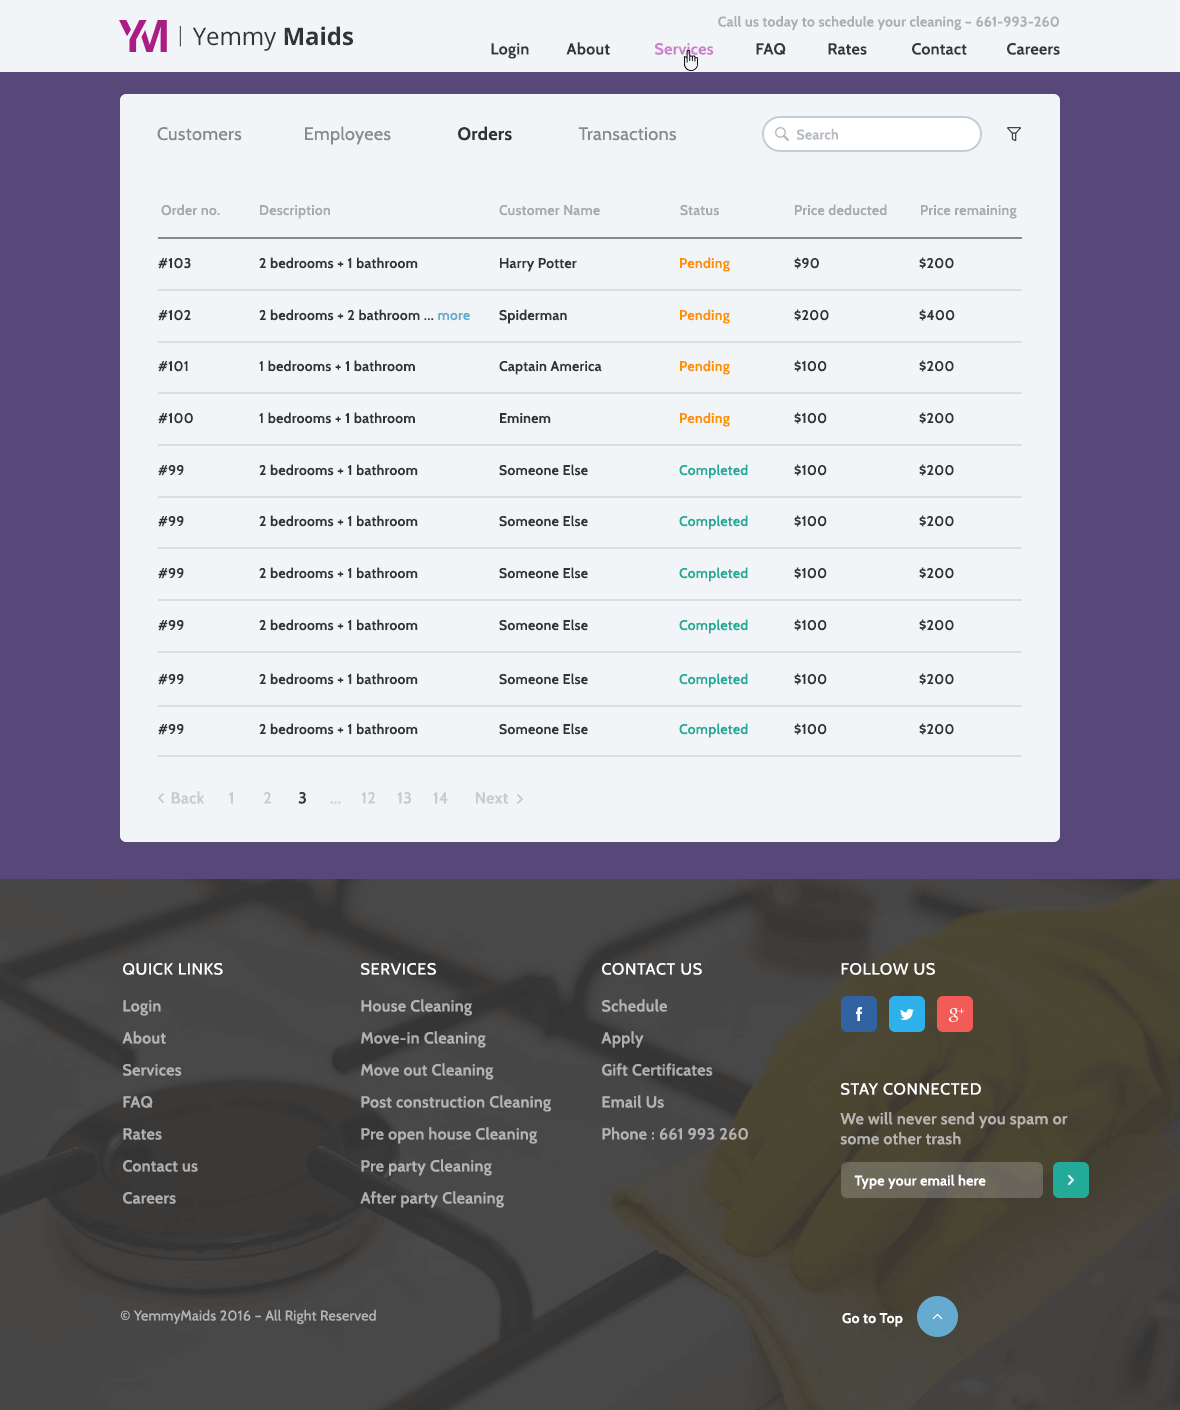 YM | Yemmy Maids
Call us today to schedule your cleaning – 661-993-260
Login About Services FAQ Rates Contact Careers
Customers Employees Orders Transactions Search
Order no. Description Customer Name Status Price deducted Price remaining
#103 2 bedrooms + 1 bathroom Harry Potter Pending $90 $200
#102 2 bedrooms + 2 bathroom ... more Spiderman Pending $200 $400
#101 1 bedrooms + 1 bathroom Captain America Pending $100 $200
#100 1 bedrooms + 1 bathroom Eminem Pending $100 $200
#99 2 bedrooms + 1 bathroom Someone Else Completed $100 $200
#99 2 bedrooms + 1 bathroom Someone Else Completed $100 $200
#99 2 bedrooms + 1 bathroom Someone Else Completed $100 $200
#99 2 bedrooms + 1 bathroom Someone Else Completed $100 $200
#99 2 bedrooms + 1 bathroom Someone Else Completed $100 $200
#99 2 bedrooms + 1 bathroom Someone Else Completed $100 $200
Back 1 2 3 ... 12 13 14 Next
QUICK LINKS
Login
About
Services
FAQ
Rates
Contact us
Careers
SERVICES
House Cleaning
Move-in Cleaning
Move out Cleaning
Post construction Cleaning
Pre open house Cleaning
Pre party Cleaning
After party Cleaning
CONTACT US
Schedule
Apply
Gift Certificates
Email Us
Phone : 661 993 260
FOLLOW US
f 8+
STAY CONNECTED
We will never send you spam or
some other trash
Type your email here
© YemmyMaids 2016 – All Right Reserved
Go to Top